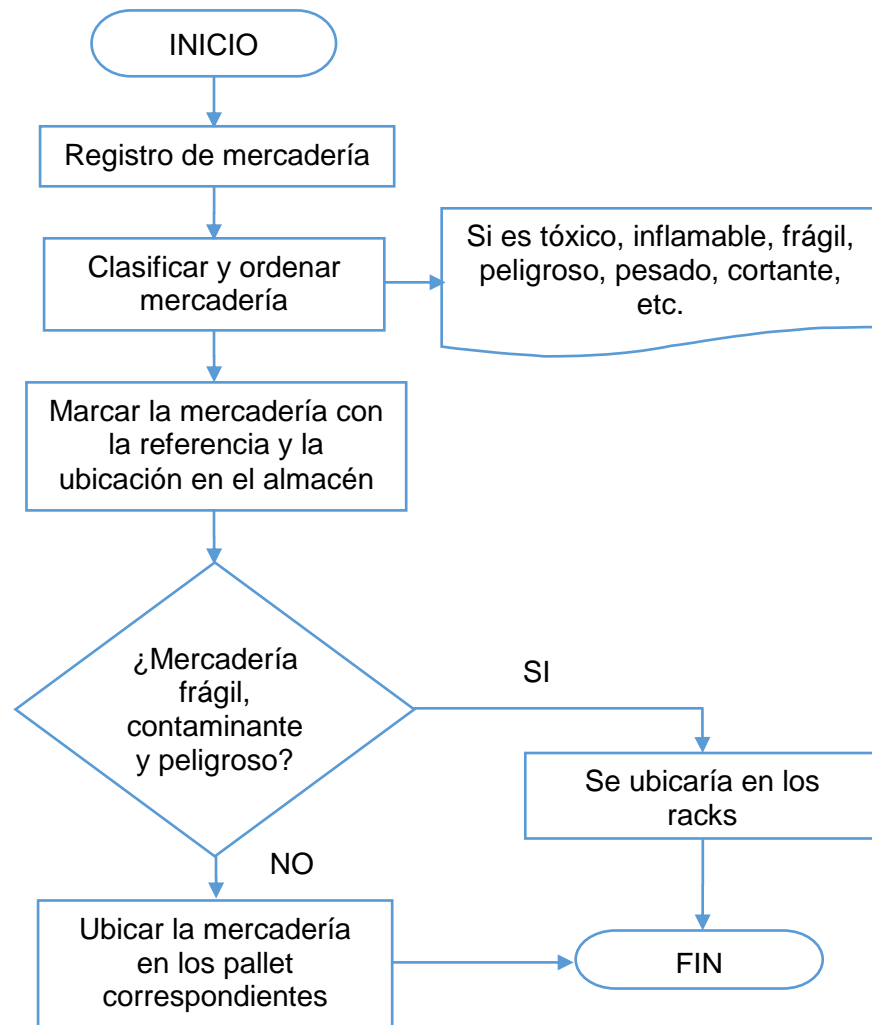 INICIO
Registro de mercadería
Clasificar y ordenar
mercadería
Si es tóxico, inflamable, frágil,
peligroso, pesado, cortante,
etc.
Marcar la mercadería con
la referencia y la
ubicación en el almacén
¿Mercadería
frágil,
contaminante
y peligroso?
SI
Se ubicaría en los
racks
NO
Ubicar la mercadería
en los pallet
correspondientes
FIN